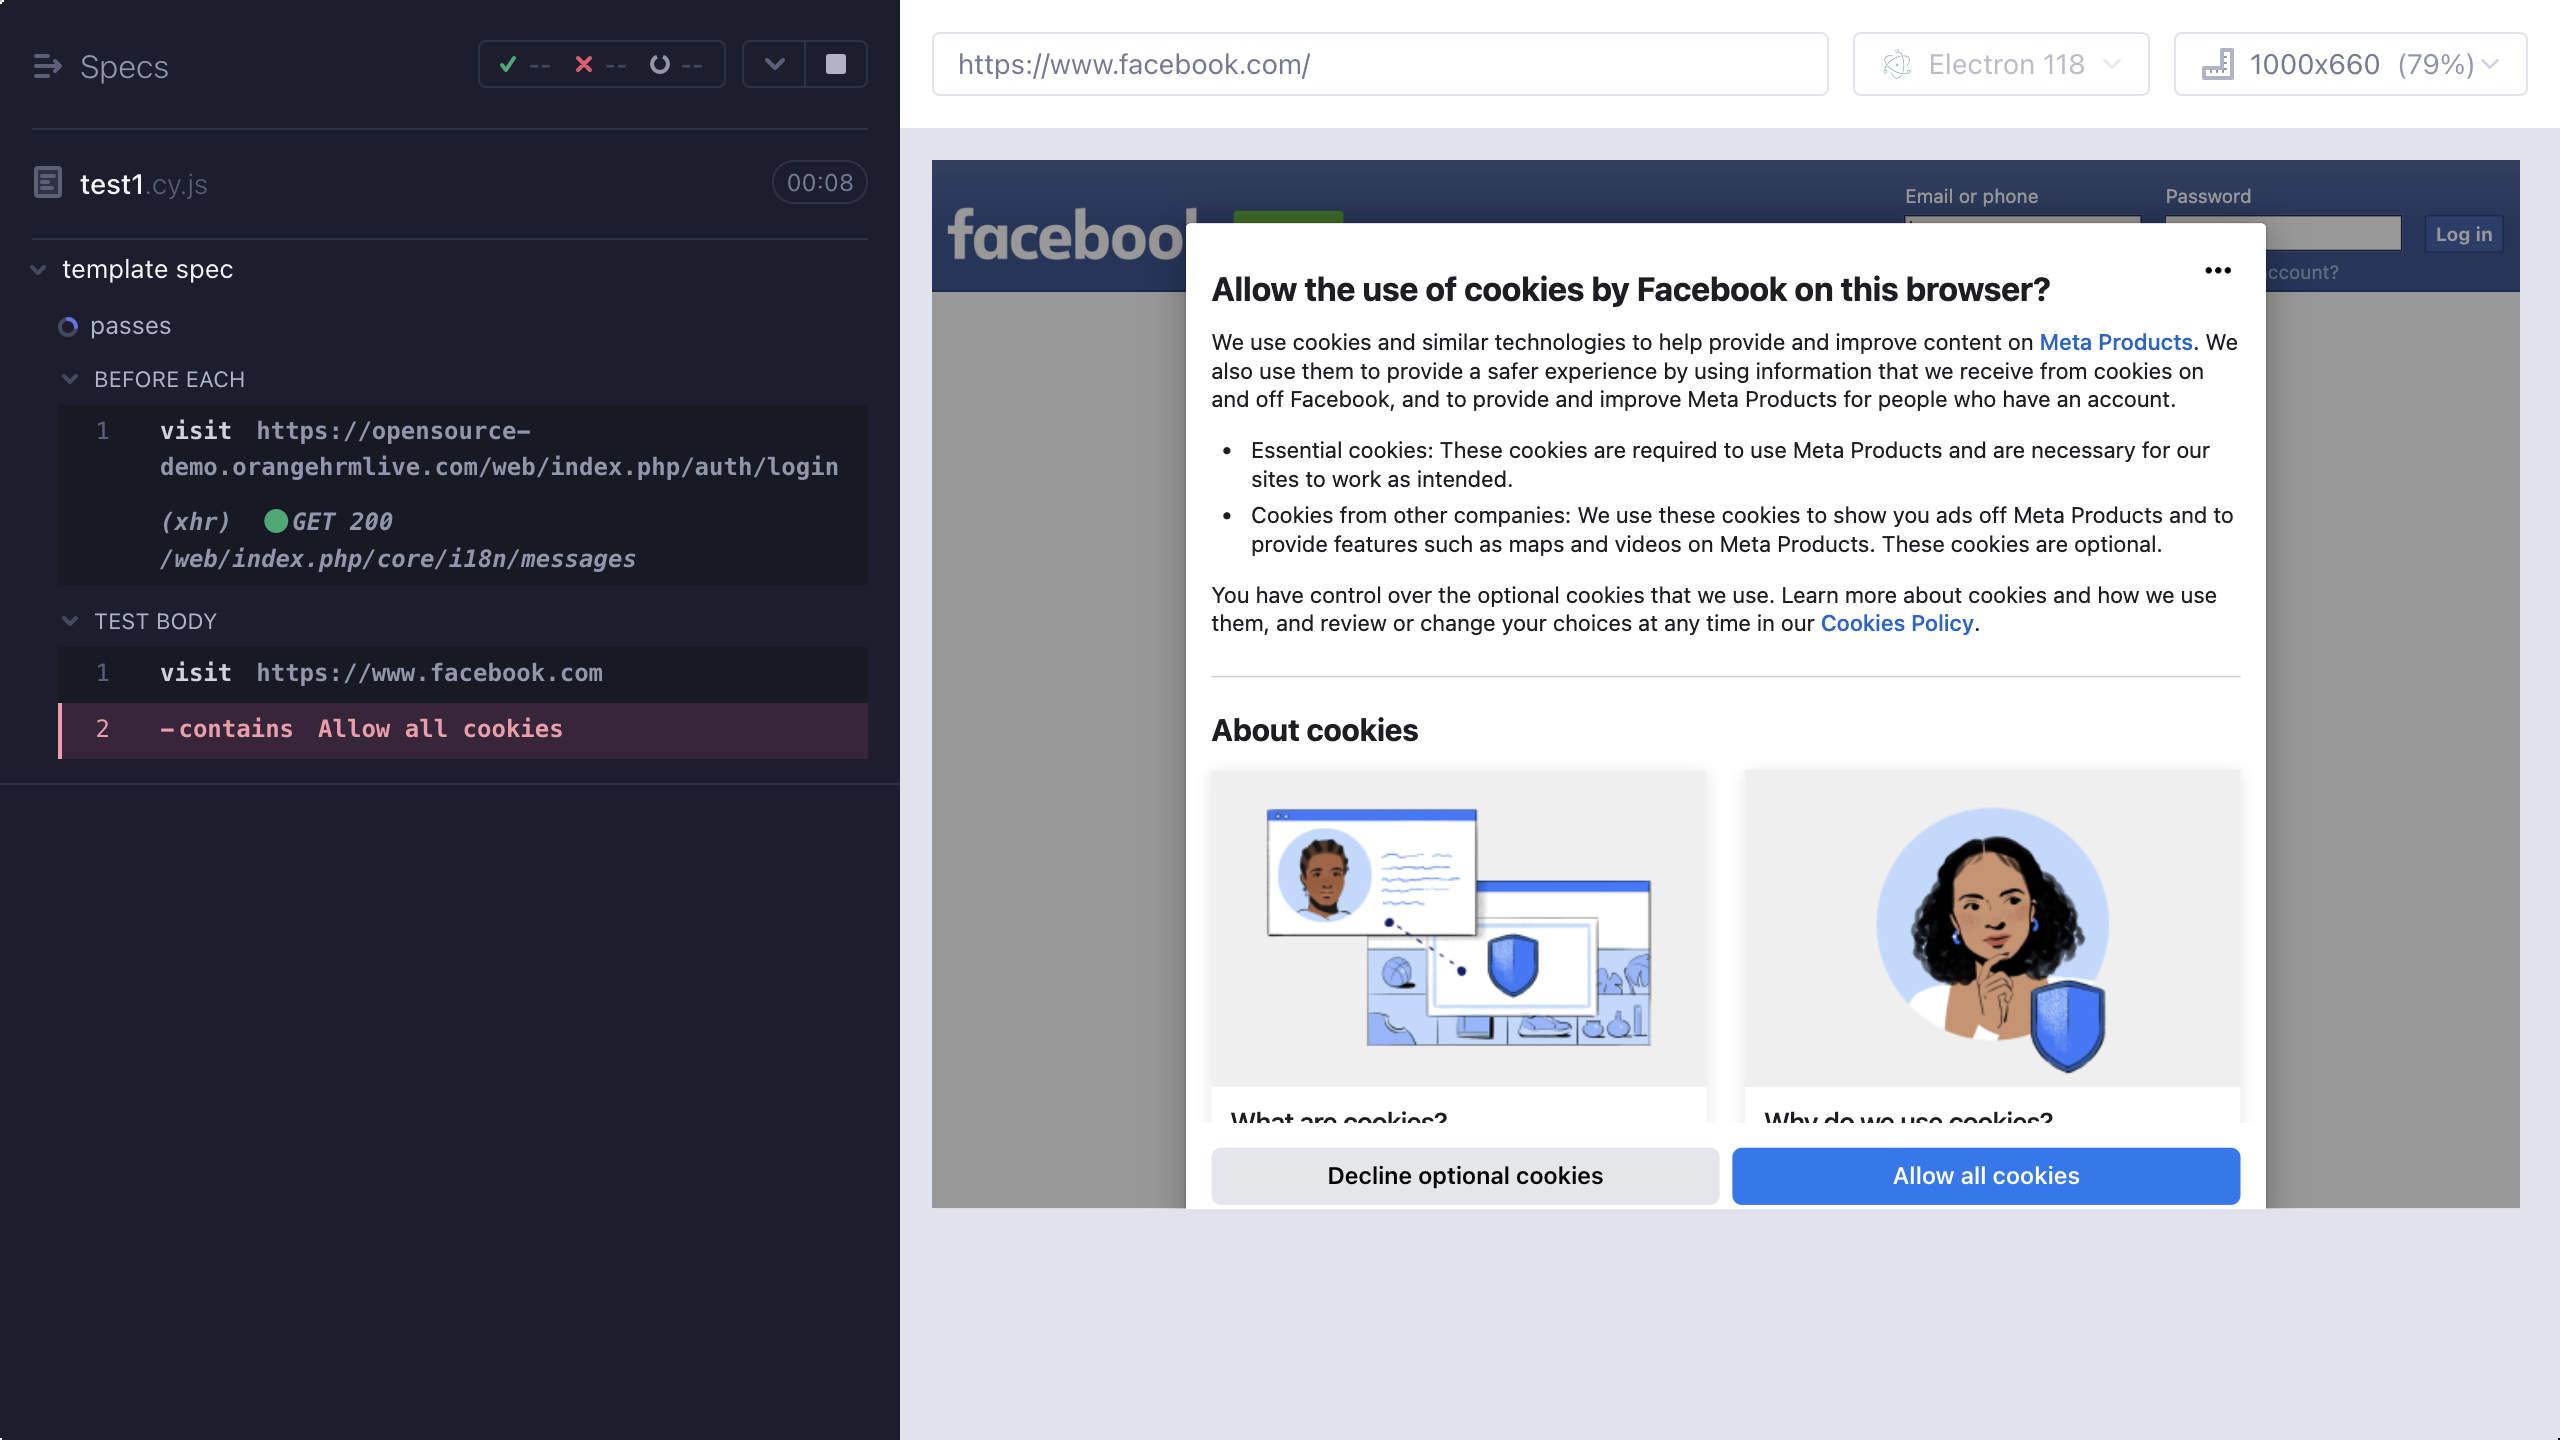 Specs
-- -- --
test1.cy.js
00:08
template spec
passes
BEFORE EACH
1 visit https://opensource-
demo.orangehrmlive.com/web/index.php/auth/login
(xhr) GET 200
/web/index.php/core/i18n/messages
TEST BODY
1 visit https://www.facebook.com
2 -contains Allow all cookies
https://www.facebook.com/
Electron 118
1000x660 (79%)
Email or phone
Password
faceboo
Log in
ccount?
Allow the use of cookies by Facebook on this browser?
We use cookies and similar technologies to help provide and improve content on Meta Products. We
also use them to provide a safer experience by using information that we receive from cookies on
and off Facebook, and to provide and improve Meta Products for people who have an account.
• Essential cookies: These cookies are required to use Meta Products and are necessary for our
sites to work as intended.
• Cookies from other companies: We use these cookies to show you ads off Meta Products and to
provide features such as maps and videos on Meta Products. These cookies are optional.
You have control over the optional cookies that we use. Learn more about cookies and how we use
them, and review or change your choices at any time in our Cookies Policy.
About cookies
What are cookies?
Why do we use cookies?
Decline optional cookies
Allow all cookies